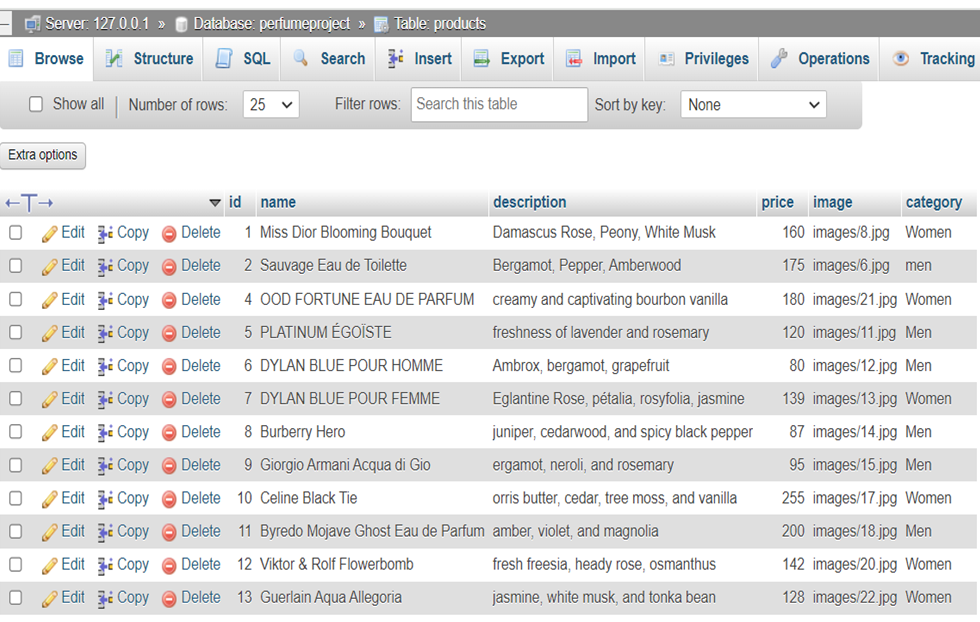 Server: 127.0.0.1 » Database: perfumeproject » Table: products
Browse Structure SQL Search Insert Export Import Privileges Operations Tracking
Show all Number of rows: 25 Filter rows: Search this table Sort by key: None
Extra options
←T→ id name description price image category
Edit Copy Delete 1 Miss Dior Blooming Bouquet Damascus Rose, Peony, White Musk 160 images/8.jpg Women
Edit Copy Delete 2 Sauvage Eau de Toilette Bergamot, Pepper, Amberwood 175 images/6.jpg men
Edit Copy Delete 4 OOD FORTUNE EAU DE PARFUM creamy and captivating bourbon vanilla 180 images/21.jpg Women
Edit Copy Delete 5 PLATINUM ÉGOÏSTE freshness of lavender and rosemary 120 images/11.jpg Men
Edit Copy Delete 6 DYLAN BLUE POUR HOMME Ambrox, bergamot, grapefruit 80 images/12.jpg Men
Edit Copy Delete 7 DYLAN BLUE POUR FEMME Eglantine Rose, pétalia, rosyfolia, jasmine 139 images/13.jpg Women
Edit Copy Delete 8 Burberry Hero juniper, cedarwood, and spicy black pepper 87 images/14.jpg Men
Edit Copy Delete 9 Giorgio Armani Acqua di Gio ergamot, neroli, and rosemary 95 images/15.jpg Men
Edit Copy Delete 10 Celine Black Tie orris butter, cedar, tree moss, and vanilla 255 images/17.jpg Women
Edit Copy Delete 11 Byredo Mojave Ghost Eau de Parfum amber, violet, and magnolia 200 images/18.jpg Men
Edit Copy Delete 12 Viktor & Rolf Flowerbomb fresh freesia, heady rose, osmanthus 142 images/20.jpg Women
Edit Copy Delete 13 Guerlain Aqua Allegoria jasmine, white musk, and tonka bean 128 images/22.jpg Women